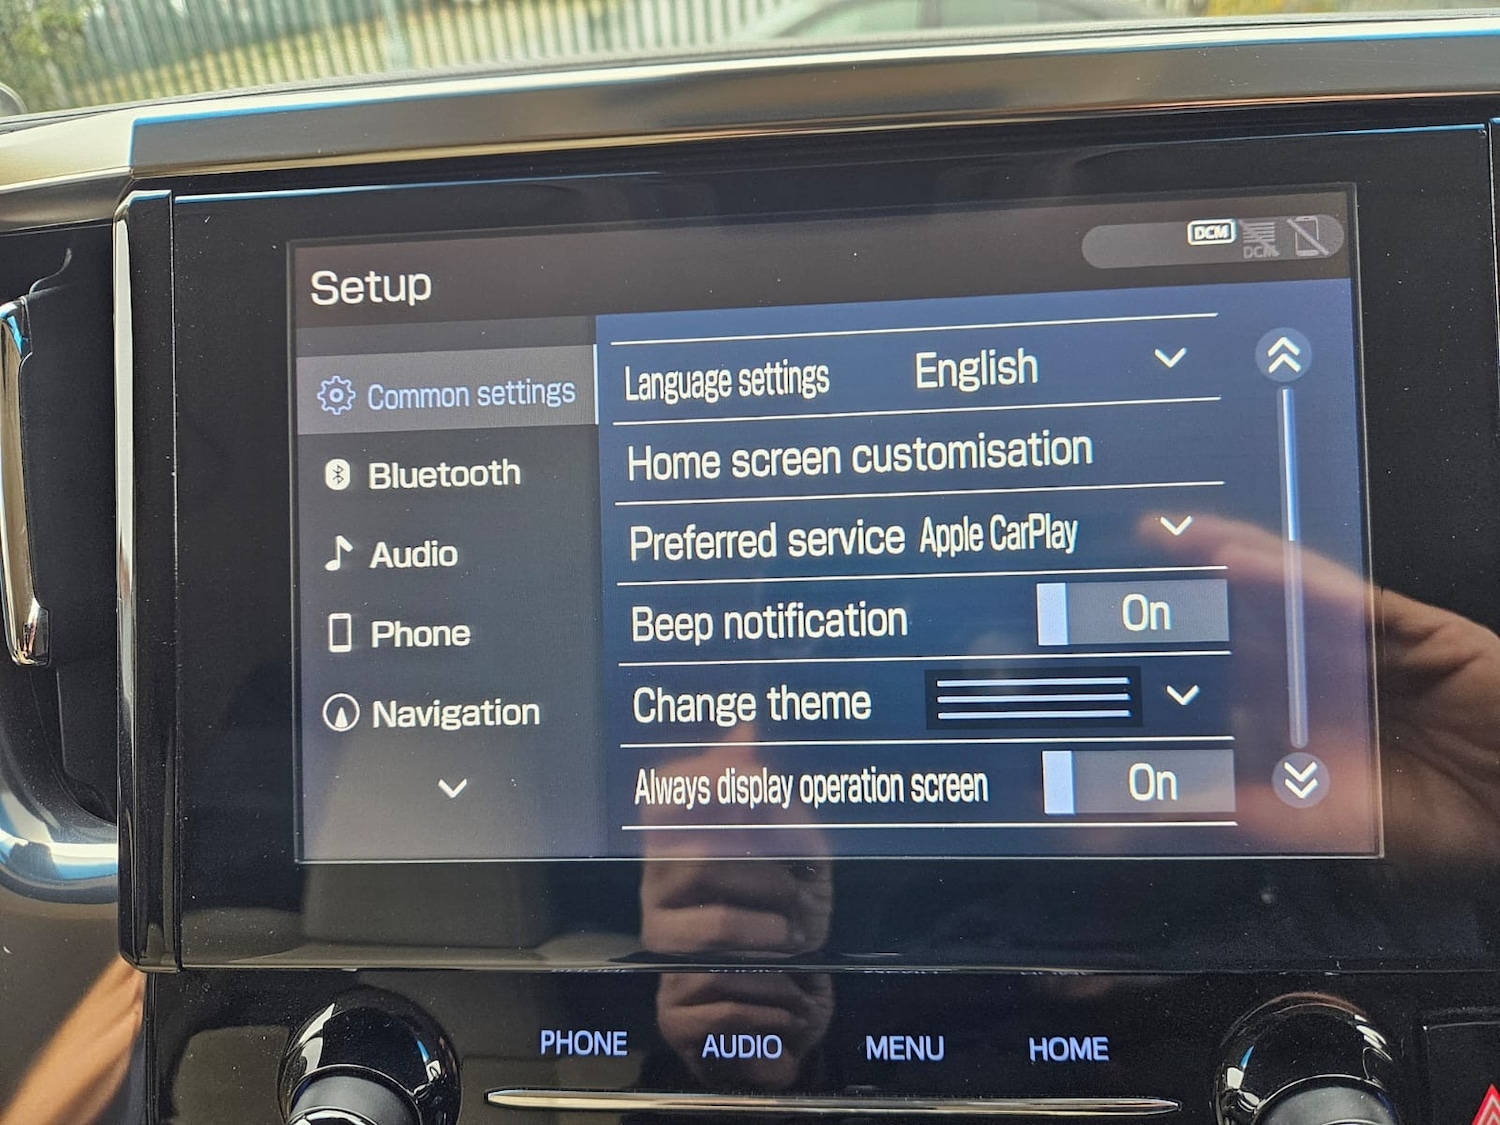 DCM
DCM
Setup
Common settings
Bluetooth
Audio
Phone
Navigation
Language settings English
Home screen customisation
Preferred service Apple CarPlay
Beep notification On
Change theme
Always display operation screen On
PHONE AUDIO MENU HOME